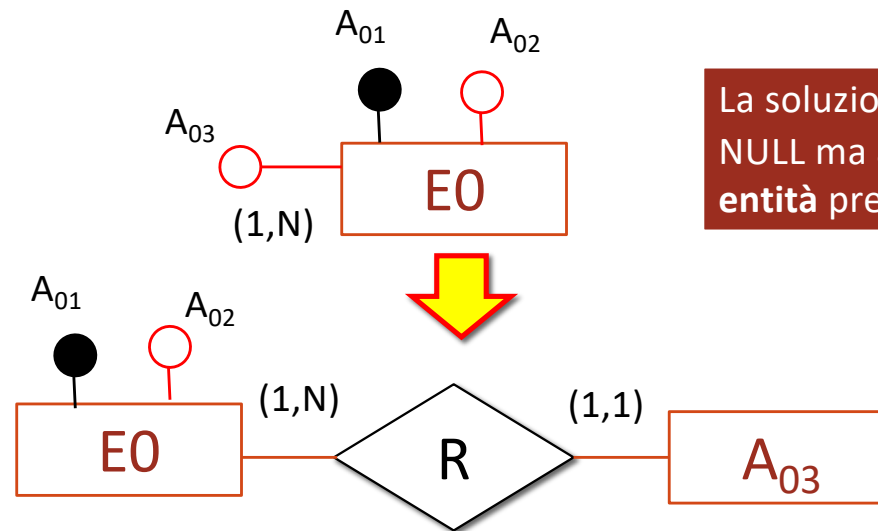 A01
A02
A03
(1,N)
E0
La soluzio
NULL ma
entità pre
A01
A02
E0
(1,N)
R
(1,1)
A03